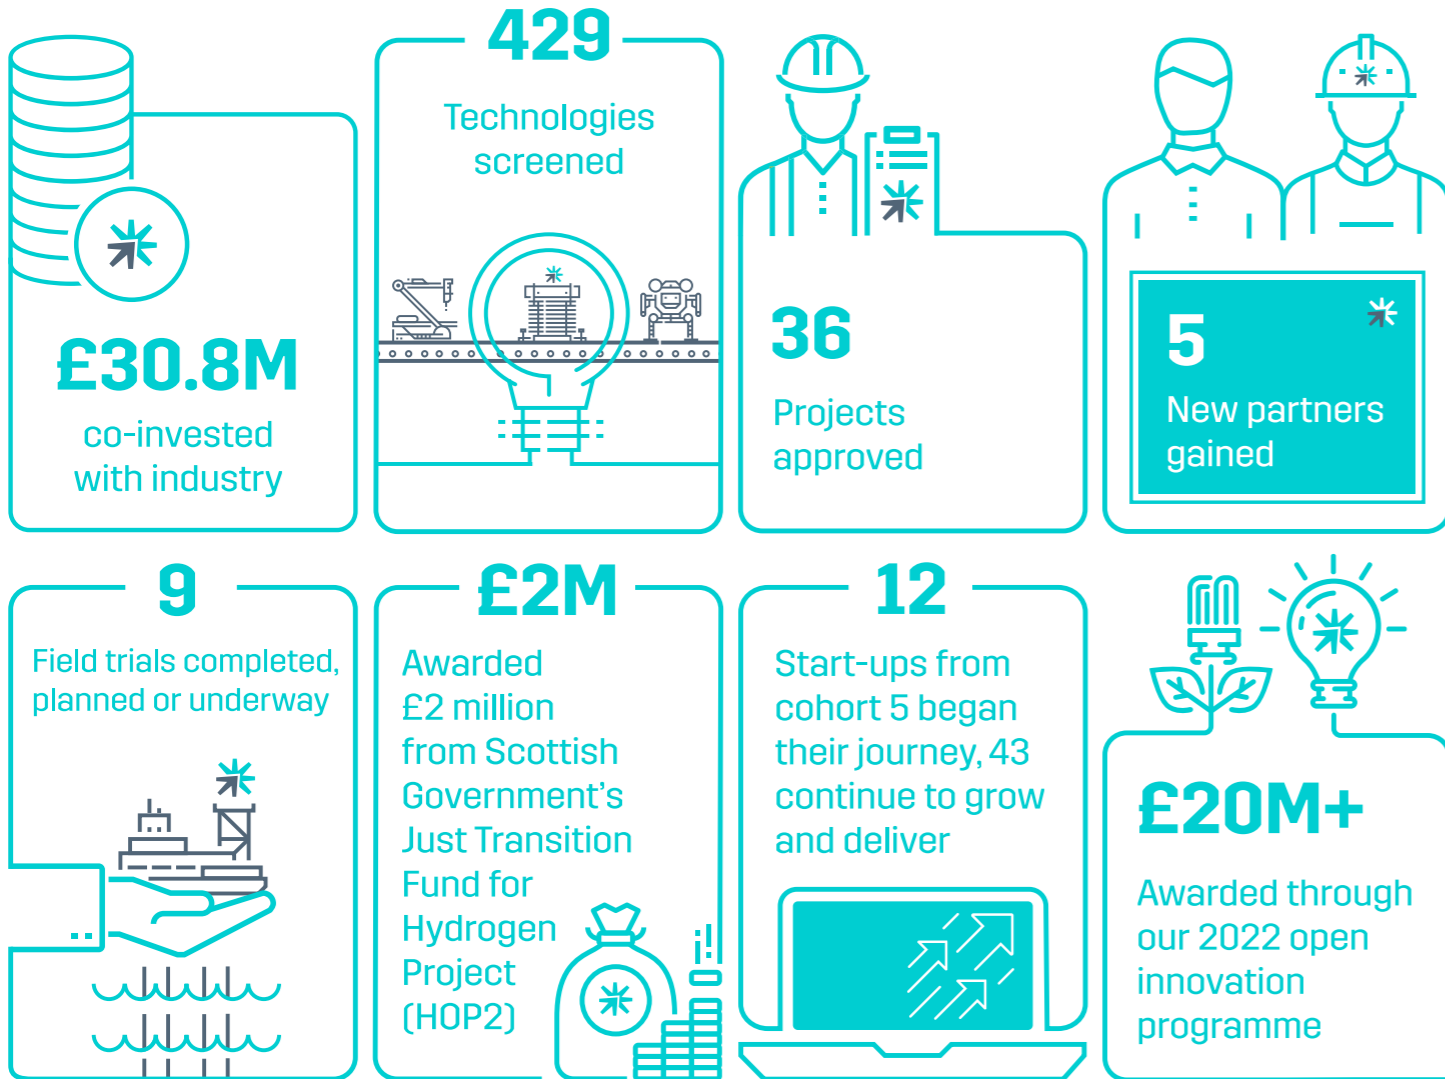 £30.8M
co-invested
with industry
429
Technologies
screened
36
Projects
approved
5
New partners
gained
9
Field trials completed,
planned or underway
£2M
Awarded
£2 million
from Scottish
Government's
Just Transition
Fund for
Hydrogen
Project
(HOP2)
12
Start-ups from
cohort 5 began
their journey, 43
continue to grow
and deliver
£20M+
Awarded through
our 2022 open
innovation
programme